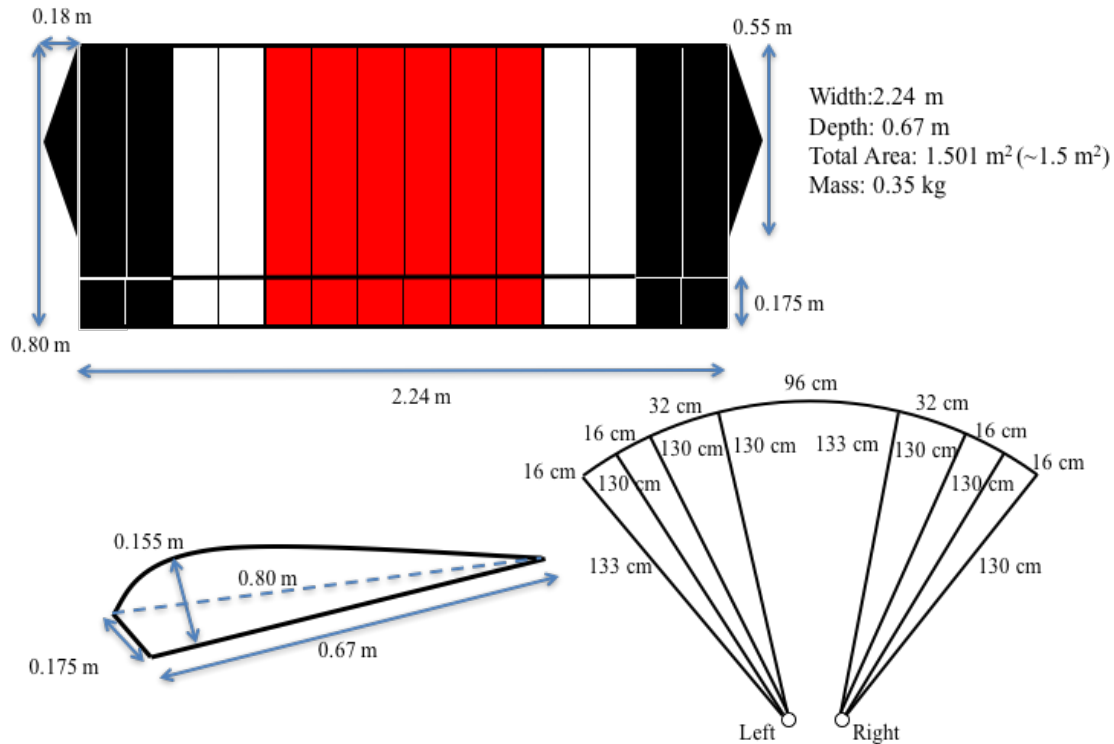 0.18 m
0.55 m
Width:2.24 m
Depth: 0.67 m
Total Area: 1.501 m² (~1.5 m²)
Mass: 0.35 kg
0.175 m
0.80 m
2.24 m
96 cm
32 cm
32 cm
16 cm
16 cm
130 cm
130 cm
133 cm
130 cm
16 cm
16 cm
130 cm
130 cm
0.155 m
133 cm
130 cm
0.80 m
0.175 m
0.67 m
Left
Right